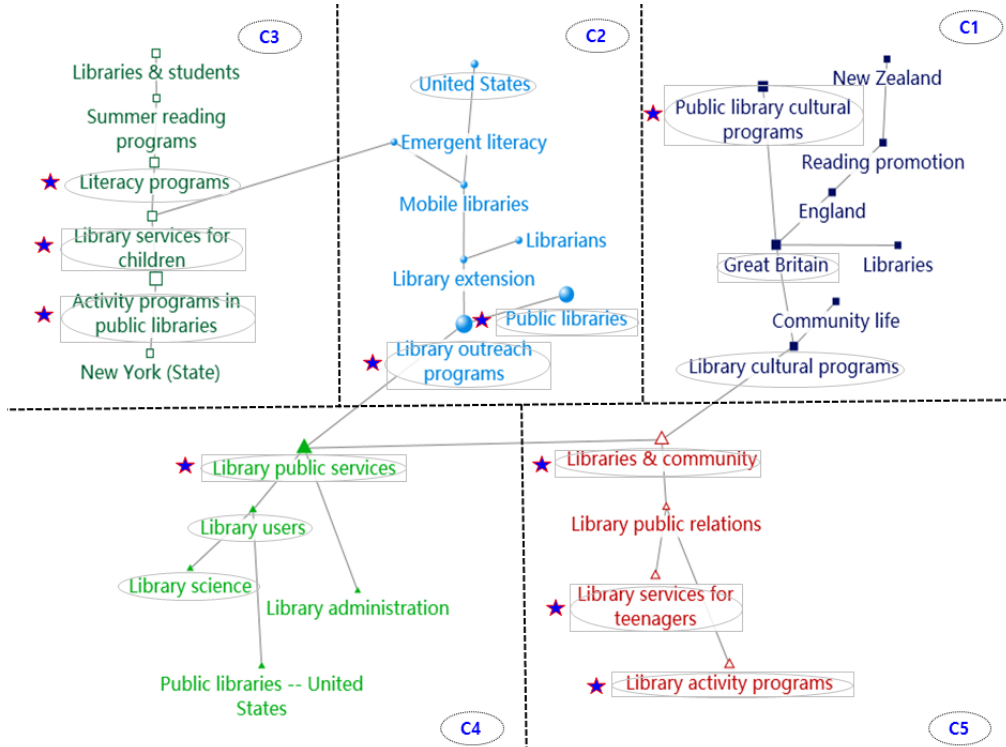 C3
Libraries & students
Summer reading
programs
Literacy programs
Library services for
children
Activity programs in
public libraries
New York (State)
C2
United States
Emergent literacy
Mobile libraries
Librarians
Library extension
Public libraries
Library outreach
programs
C1
New Zealand
Public library cultural
programs
Reading promotion
England
Great Britain
Libraries
Community life
Library cultural programs
Library public services
Library users
Library science
Library administration
Public libraries -- United
States
C4
Libraries & community
Library public relations
Library services for
teenagers
Library activity programs
C5